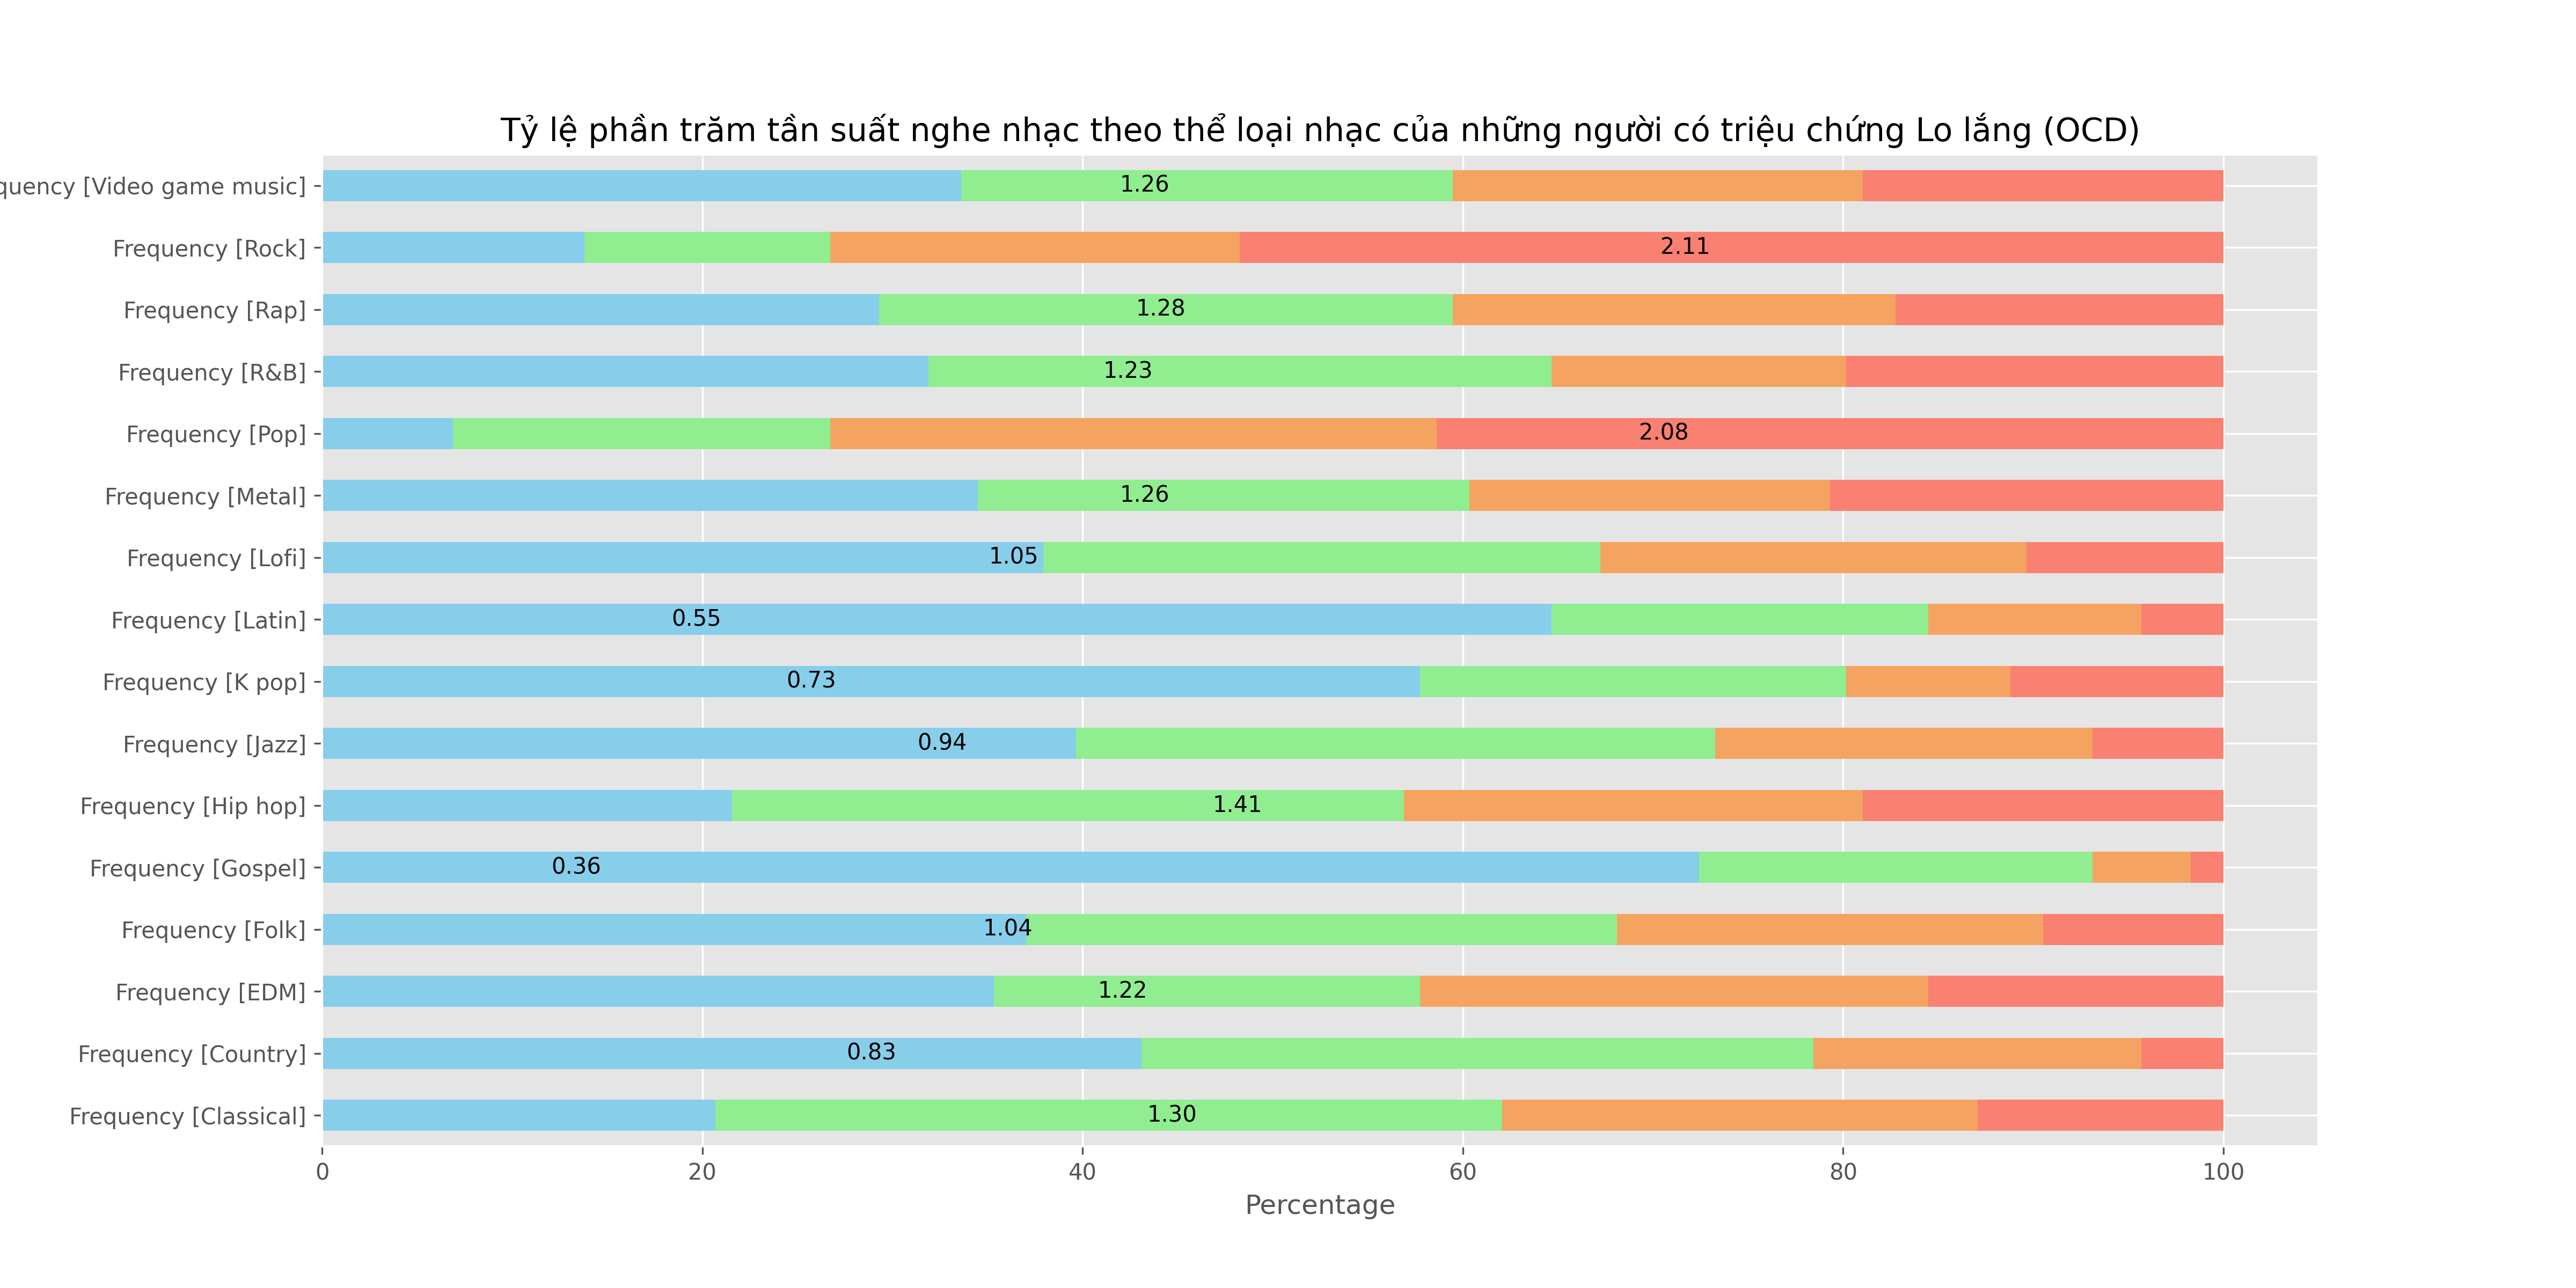 Tỷ lệ phần trăm tần suất nghe nhạc theo thể loại nhạc của những người có triệu chứng Lo lắng (OCD)
quency [Video game music] 1.26
Frequency [Rock] 2.11
Frequency [Rap] 1.28
Frequency [R&B] 1.23
Frequency [Pop] 2.08
Frequency [Metal] 1.26
Frequency [Lofi] 1.05
Frequency [Latin] 0.55
Frequency [K pop] 0.73
Frequency [Jazz] 0.94
Frequency [Hip hop] 1.41
Frequency [Gospel] 0.36
Frequency [Folk] 1.04
Frequency [EDM] 1.22
Frequency [Country] 0.83
Frequency [Classical] 1.30
0 20 40 60 80 100
Percentage